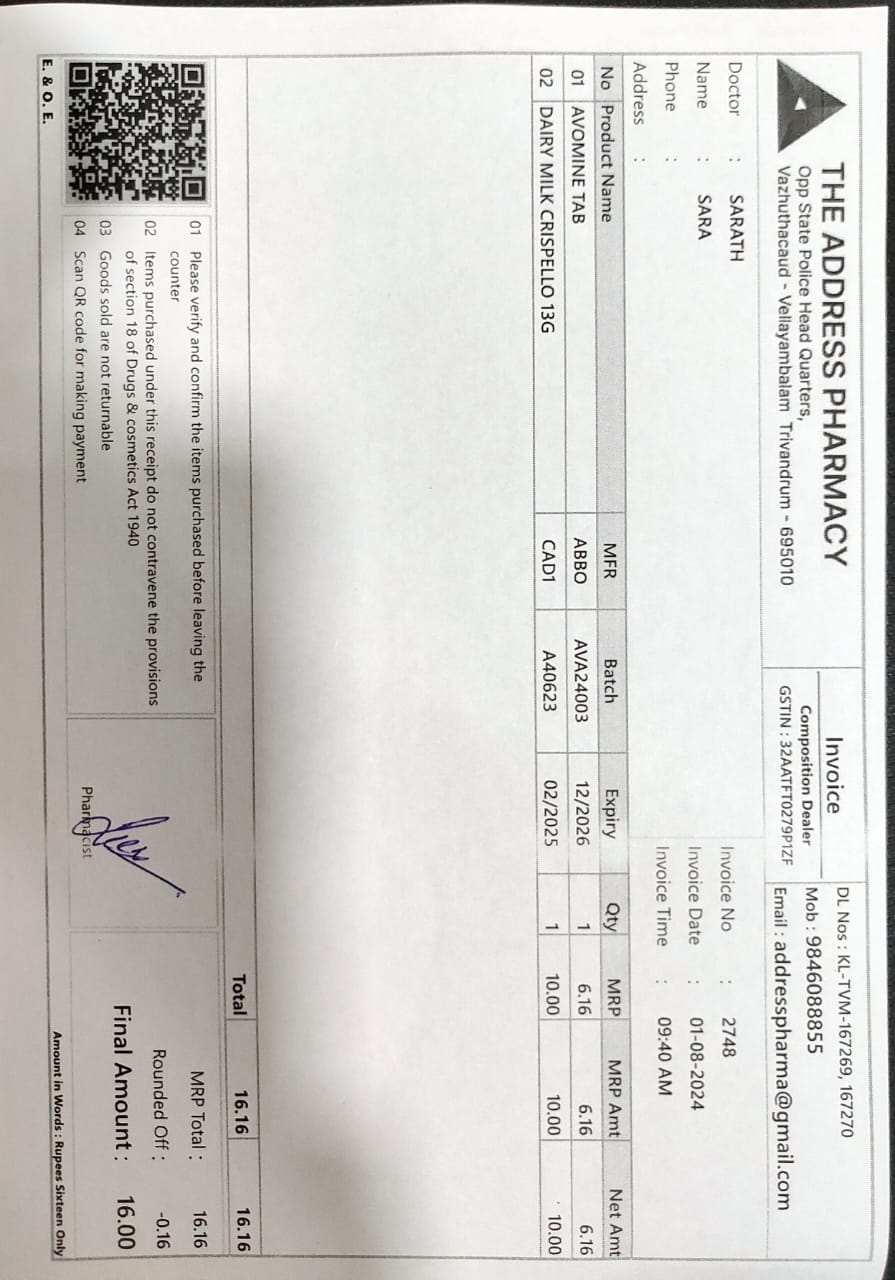 THE ADDRESS PHARMACY
Opp State Police Head Quarters,
Vazhuthacaud - Vellayambalam Trivandrum - 695010
Invoice
Composition Dealer
GSTIN : 32AATFT0279P1ZF
DL Nos : KL-TVM-167269, 167270
Mob : 9846088855
Email : addresspharma@gmail.com
Doctor : SARATH
Name : SARA
Phone :
Address :
Invoice No : 2748
Invoice Date : 01-08-2024
Invoice Time : 09:40 AM
No Product Name MFR Batch Expiry Qty MRP MRP Amt Net Amt
01 AVOMINE TAB ABBO AVA24003 12/2026 1 6.16 6.16 6.16
02 DAIRY MILK CRISPELLO 13G CAD1 A40623 02/2025 1 10.00 10.00 10.00
Total 16.16 16.16
01 Please verify and confirm the items purchased before leaving the
counter
02 Items purchased under this receipt do not contravene the provisions
of section 18 of Drugs & cosmetics Act 1940
03 Goods sold are not returnable
04 Scan QR code for making payment
Pharmacist
MRP Total : 16.16
Rounded Off : -0.16
Final Amount : 16.00
Amount in Words : Rupees Sixteen Only
E. & O. E.